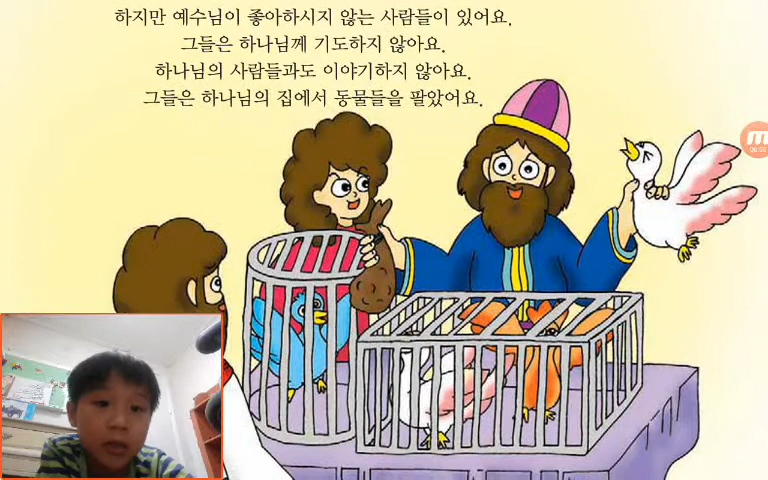 하지만 예수님이 좋아하시지 않는 사람들이 있어요.
그들은 하나님께 기도하지 않아요.
하나님의 사람들과도 이야기하지 않아요.
그들은 하나님의 집에서 동물들을 팔았어요.